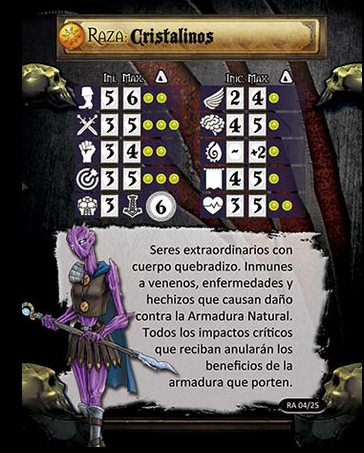 Raza: Cristalinos
Ini. Max. Inic. Max.
5 6 2 4
3 5 4 5
3 4 - +2
3 5 4 5
3 6 3 5
Seres extraordinarios con
cuerpo quebradizo. Inmunes
a venenos, enfermedades y
hechizos que causan daño
contra la Armadura Natural.
Todos los impactos críticos
que reciban anularán los
beneficios de la
armadura que porten.
RA 04/25